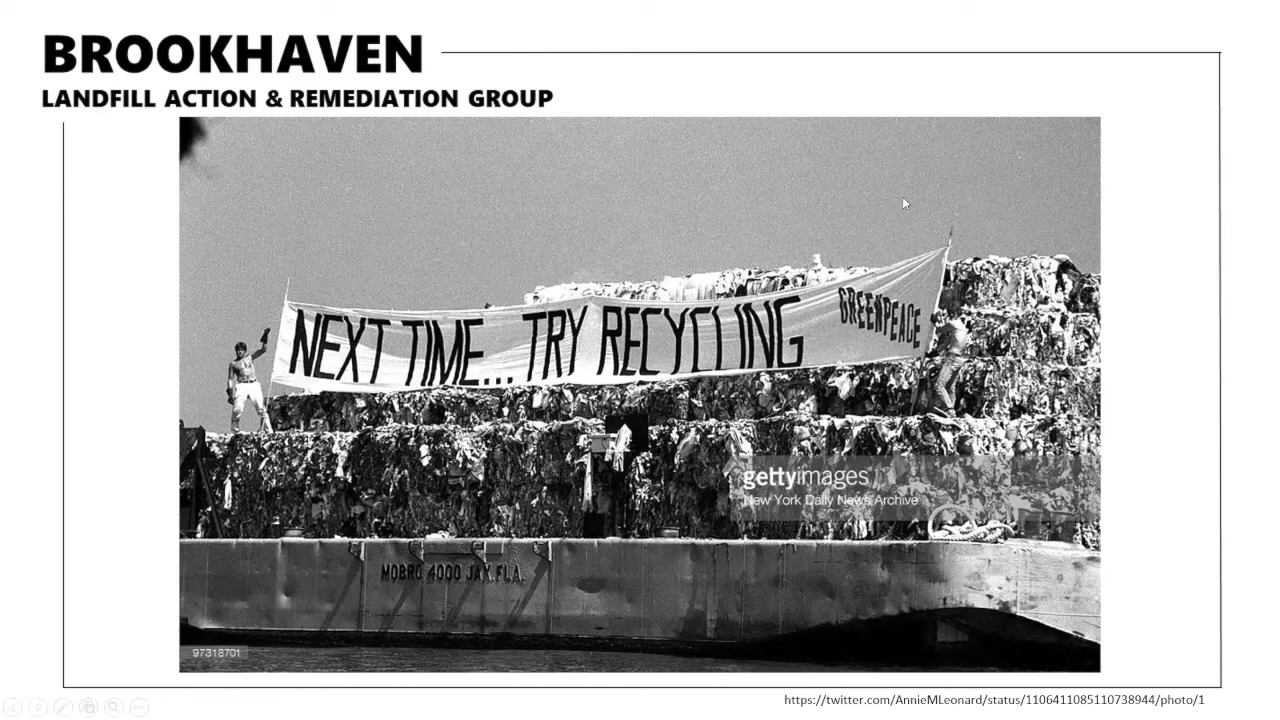 BROOKHAVEN
LANDFILL ACTION & REMEDIATION GROUP
NEXT TIME... TRY RECYCLING
GREENPEACE
gettyimages
New York Daily News Archive
MOBRO 4000 JAX, FLA.
97318701
https://twitter.com/AnnieMLeonard/status/1106411085110738944/photo/1